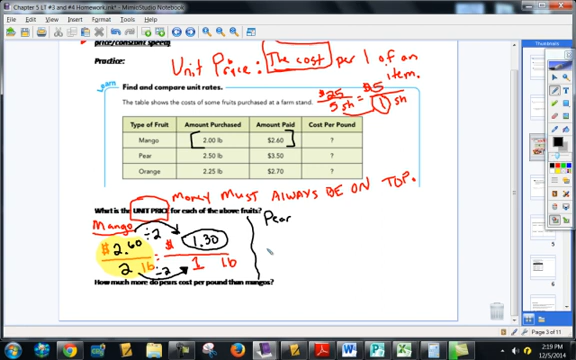 Chapter 5 LT #3 and #4 Homework.ink* - MimioStudio Notebook
File Edit View Insert Format Tools Help
price/constant speed)
Practice:
Unit Price: The cost per 1 of an item.
Find and compare unit rates.
The table shows the costs of some fruits purchased at a farm stand.
$25 / 5 sh = $5 / 1 sh
Type of Fruit Amount Purchased Amount Paid Cost Per Pound
Mango 2.00 lb $2.60 ?
Pear 2.50 lb $3.50 ?
Orange 2.25 lb $2.70 ?
MONEY MUST ALWAYS BE ON TOP.
What is the UNIT PRICE for each of the above fruits?
Mango Pear
÷2
$2.60 $ 1.30
2 lb 1 lb
÷2
How much more do pears cost per pound than mangos?
Thumbnails
Page 3 of 11
2:19 PM
12/5/2014